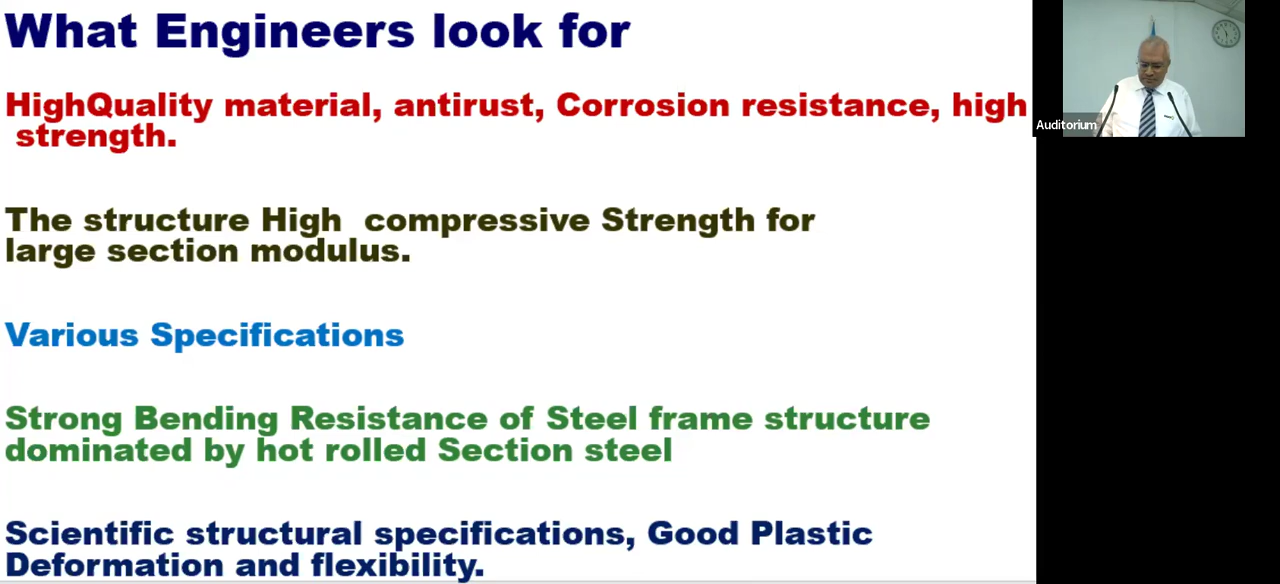 What Engineers look for
HighQuality material, antirust, Corrosion resistance, high
strength.
The structure High compressive Strength for
large section modulus.
Various Specifications
Strong Bending Resistance of Steel frame structure
dominated by hot rolled Section steel
Scientific structural specifications, Good Plastic
Deformation and flexibility.
Auditorium